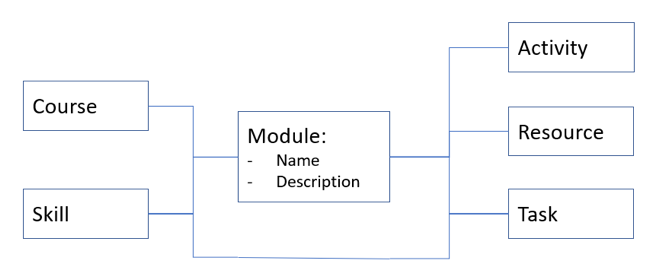 Course
Skill
Module:
- Name
- Description
Activity
Resource
Task